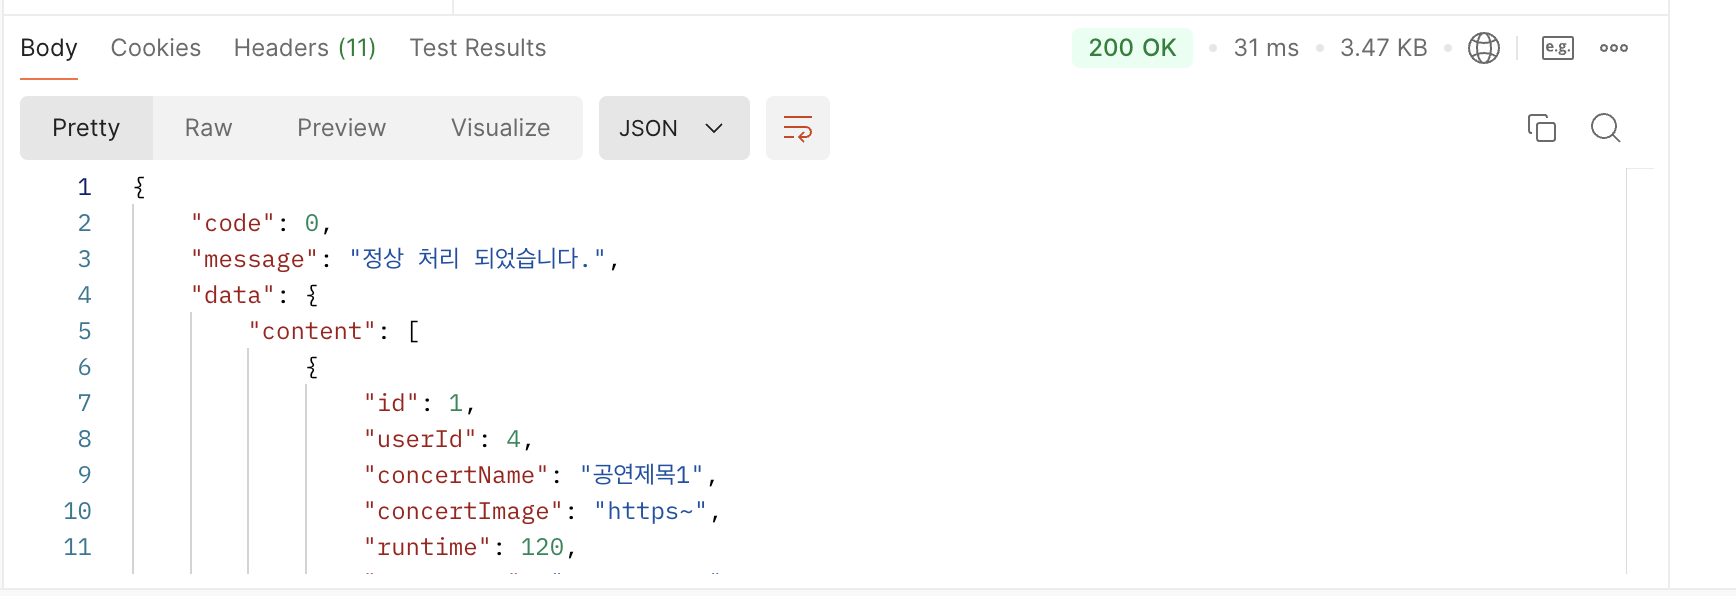 Body Cookies Headers (11) Test Results 200 OK 31 ms 3.47 KB e.g.
Pretty Raw Preview Visualize JSON
1 {
2 "code": 0,
3 "message": "정상 처리 되었습니다.",
4 "data": {
5 "content": [
6 {
7 "id": 1,
8 "userId": 4,
9 "concertName": "공연제목1",
10 "concertImage": "https~",
11 "runtime": 120,